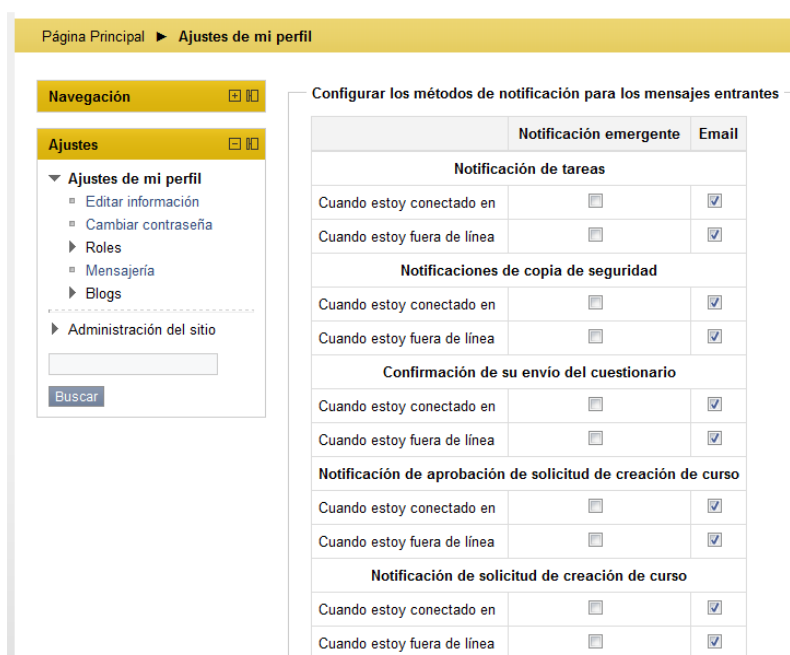 Página Principal ► Ajustes de mi perfil
Navegación
Ajustes
Ajustes de mi perfil
Editar información
Cambiar contraseña
Roles
Mensajería
Blogs
Administración del sitio
Buscar
Configurar los métodos de notificación para los mensajes entrantes
Notificación emergente Email
Notificación de tareas
Cuando estoy conectado en
Cuando estoy fuera de línea
Notificaciones de copia de seguridad
Cuando estoy conectado en
Cuando estoy fuera de línea
Confirmación de su envío del cuestionario
Cuando estoy conectado en
Cuando estoy fuera de línea
Notificación de aprobación de solicitud de creación de curso
Cuando estoy conectado en
Cuando estoy fuera de línea
Notificación de solicitud de creación de curso
Cuando estoy conectado en
Cuando estoy fuera de línea